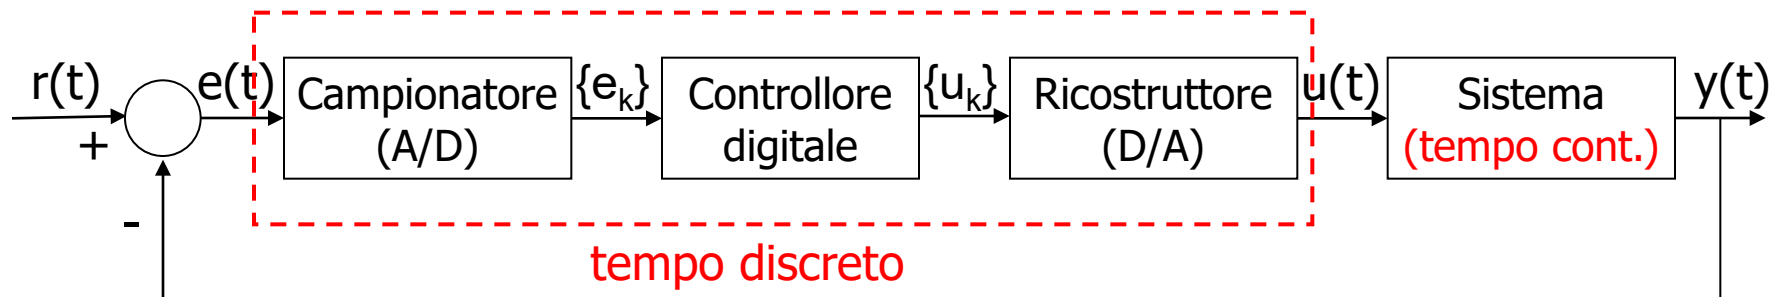 r(t)
+
-
e(t)
Campionatore
(A/D)
{eₖ}
Controllore
digitale
{uₖ}
Ricostruttore
(D/A)
u(t)
Sistema
(tempo cont.)
y(t)
tempo discreto